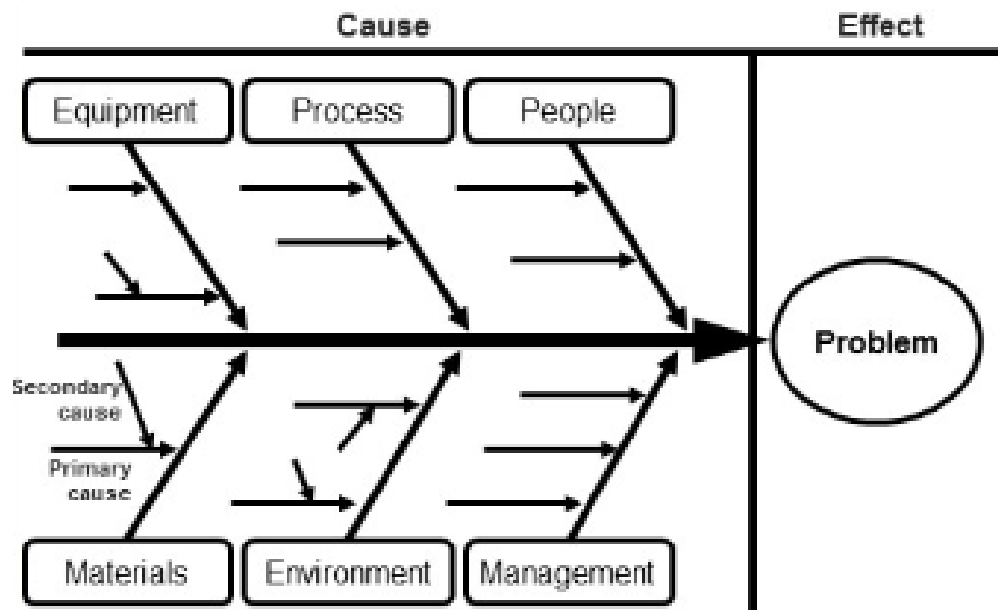 Cause Effect
Equipment Process People
Problem
Secondary
cause
Primary
cause
Materials Environment Management